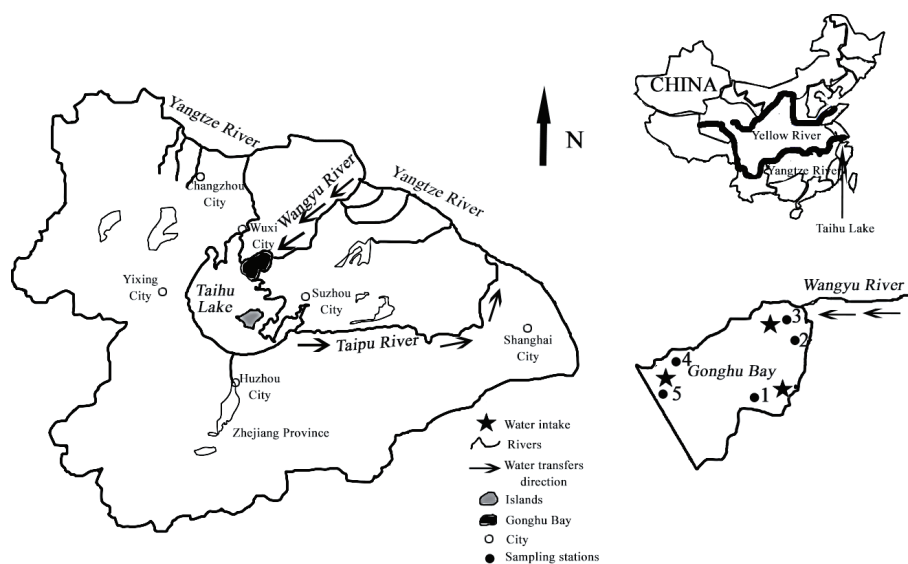 Yangtze River
Changzhou
City
Wangyu River
Yangtze River
Wuxi
City
Yixing
City
Taihu
Lake
Suzhou
City
Taipu River
Shanghai
City
Huzhou
City
Zhejiang Province
N
CHINA
Yellow River
Yangtze River
Taihu Lake
Wangyu River
3
2
4
Gonghu Bay
5
1
Water intake
Rivers
Water transfers
direction
Islands
Gonghu Bay
City
Sampling stations